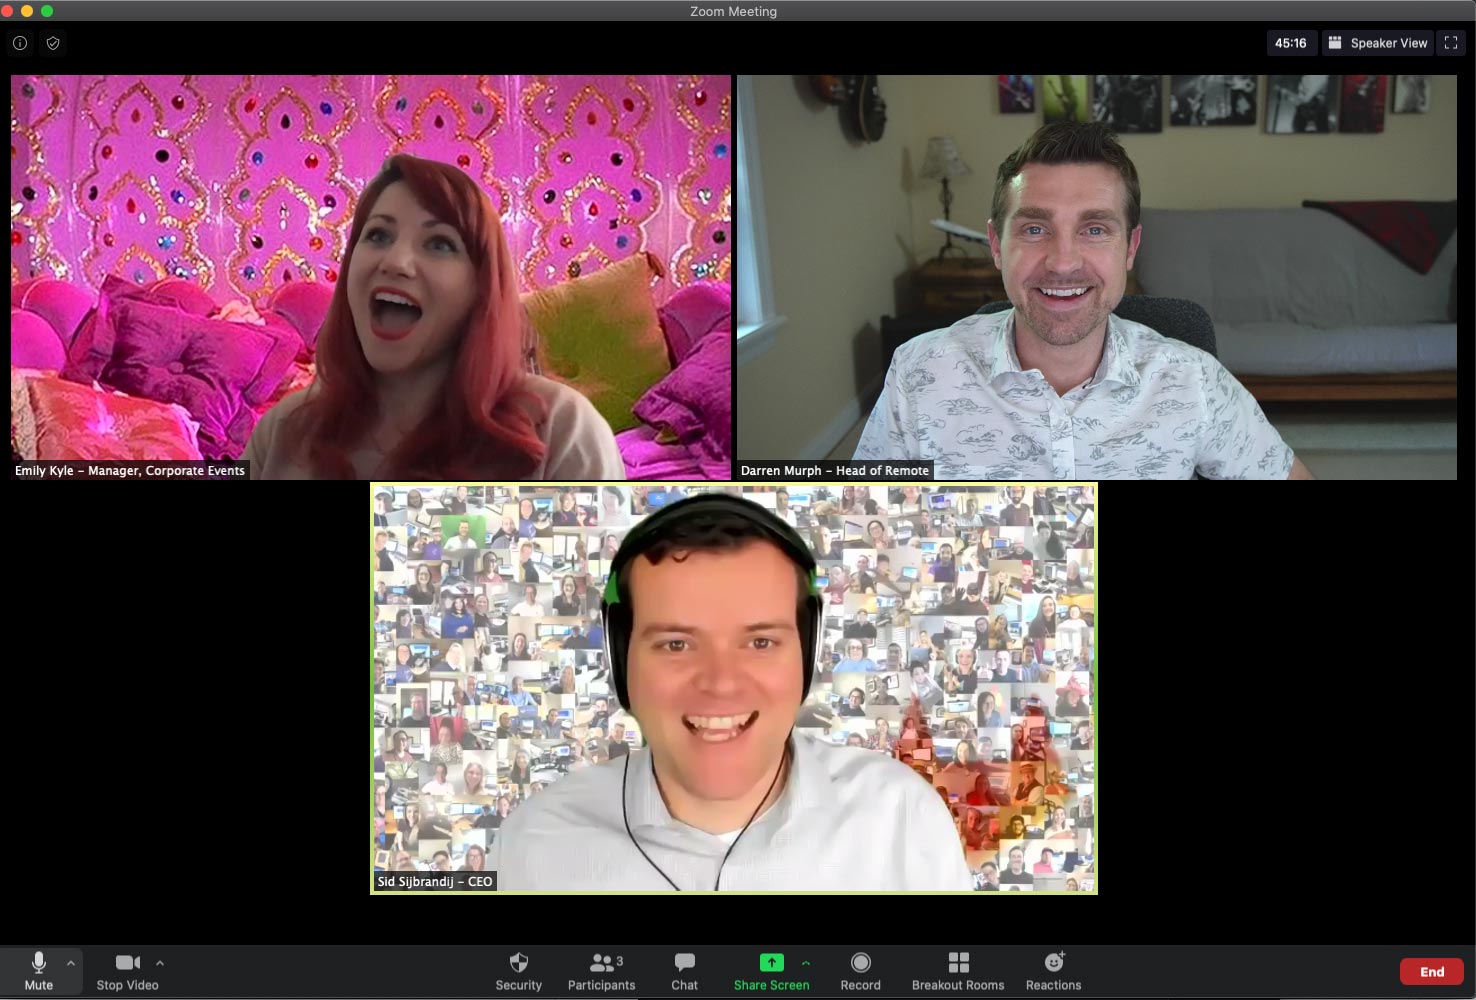 Zoom Meeting
45:16
Speaker View
Emily Kyle – Manager, Corporate Events
Darren Murph – Head of Remote
Sid Sijbrandij – CEO
Mute
Stop Video
Security
Participants
3
Chat
Share Screen
Record
Breakout Rooms
Reactions
End